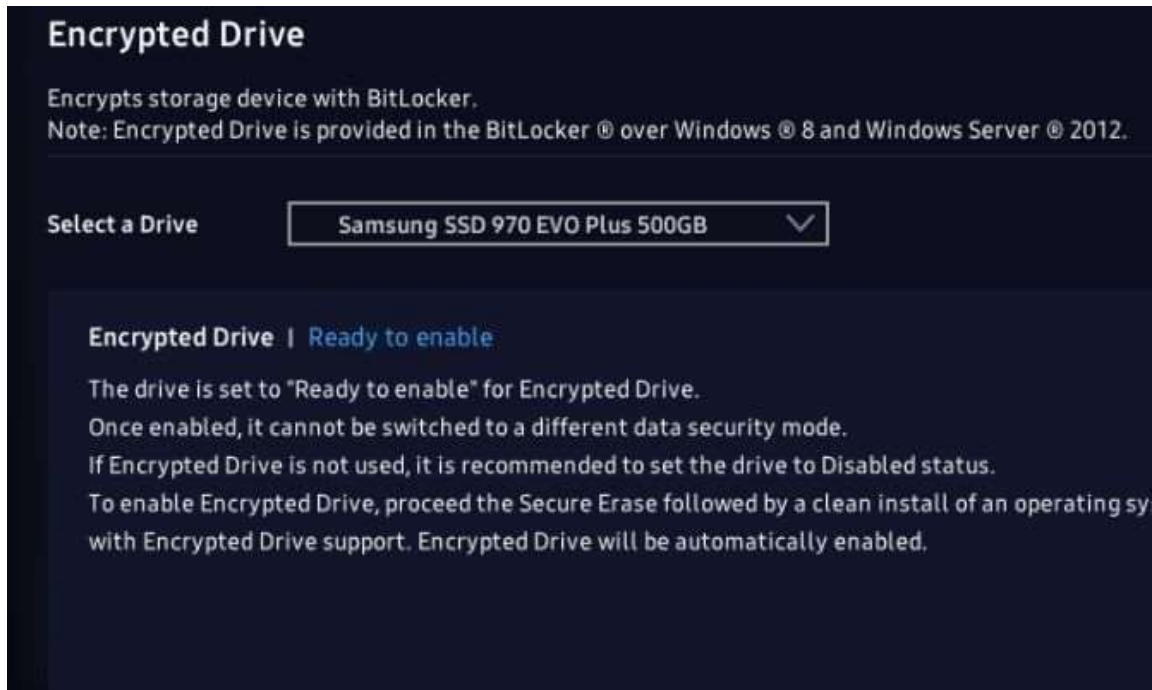 Encrypted Drive
Encrypts storage device with BitLocker.
Note: Encrypted Drive is provided in the BitLocker ® over Windows ® 8 and Windows Server ® 2012.
Select a Drive Samsung SSD 970 EVO Plus 500GB
Encrypted Drive | Ready to enable
The drive is set to "Ready to enable" for Encrypted Drive.
Once enabled, it cannot be switched to a different data security mode.
If Encrypted Drive is not used, it is recommended to set the drive to Disabled status.
To enable Encrypted Drive, proceed the Secure Erase followed by a clean install of an operating sy
with Encrypted Drive support. Encrypted Drive will be automatically enabled.